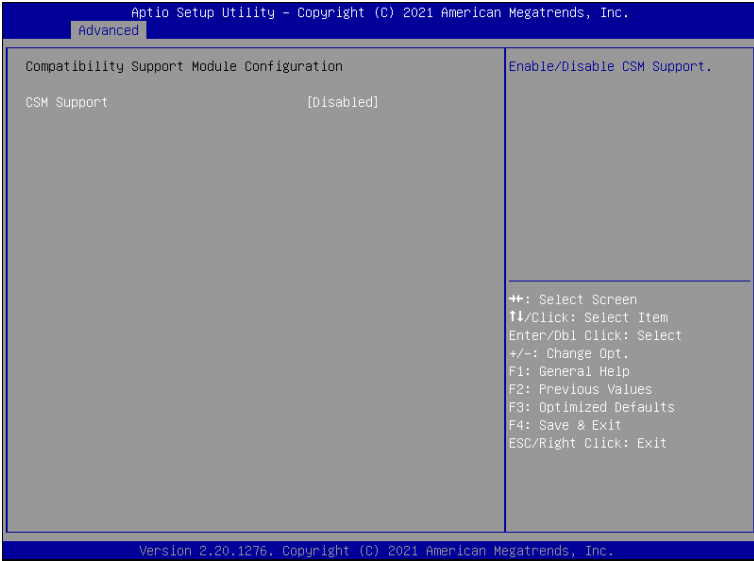 Aptio Setup Utility – Copyright (C) 2021 American Megatrends, Inc.
Advanced
Compatibility Support Module Configuration
CSM Support [Disabled]
Enable/Disable CSM Support.
→←: Select Screen
↑↓/Click: Select Item
Enter/Dbl Click: Select
+/-: Change Opt.
F1: General Help
F2: Previous Values
F3: Optimized Defaults
F4: Save & Exit
ESC/Right Click: Exit
Version 2.20.1276. Copyright (C) 2021 American Megatrends, Inc.